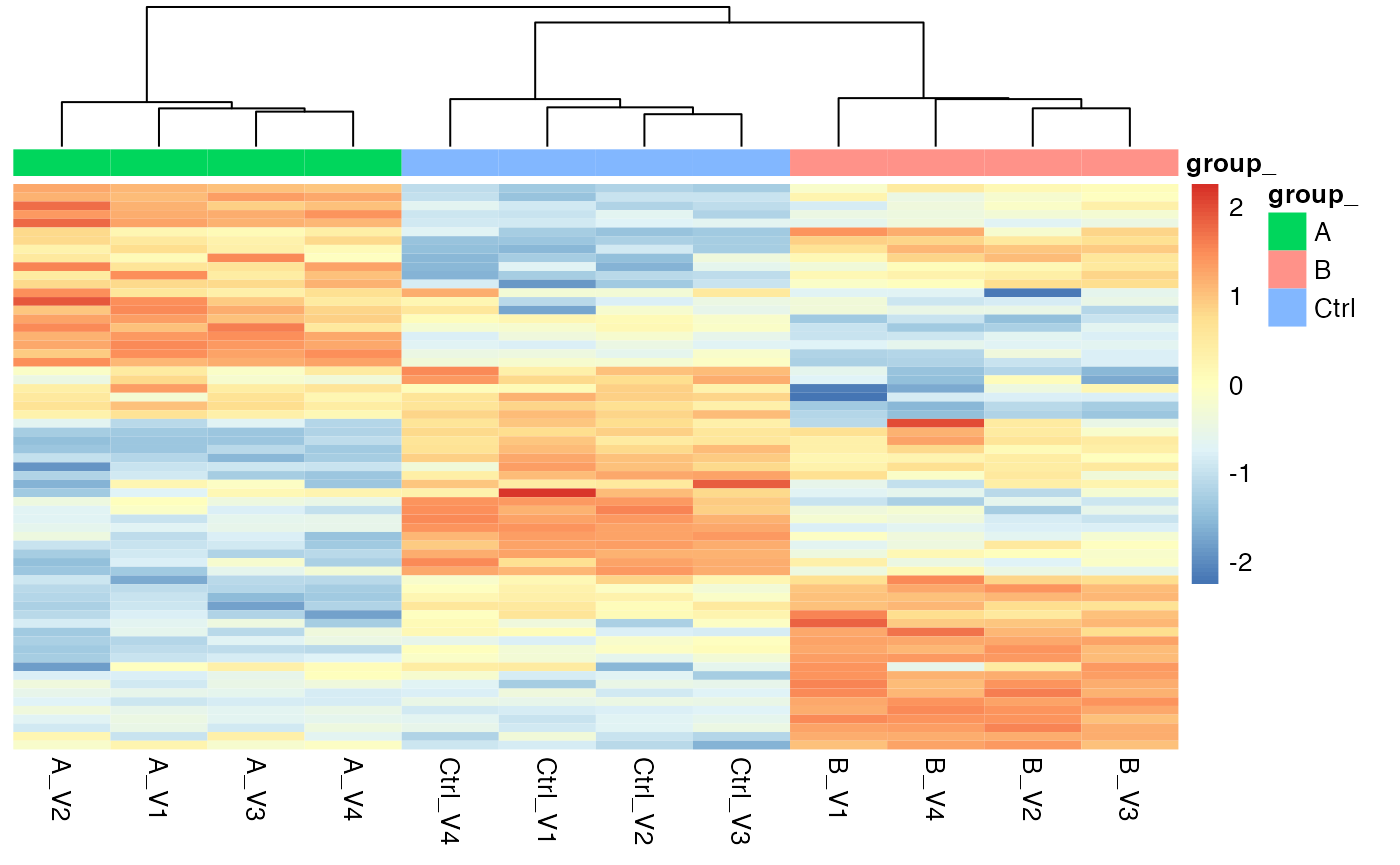 group_
2
1
0
-1
-2
group_
A
B
Ctrl
A_V2
A_V1
A_V3
A_V4
Ctrl_V4
Ctrl_V1
Ctrl_V2
Ctrl_V3
B_V1
B_V4
B_V2
B_V3